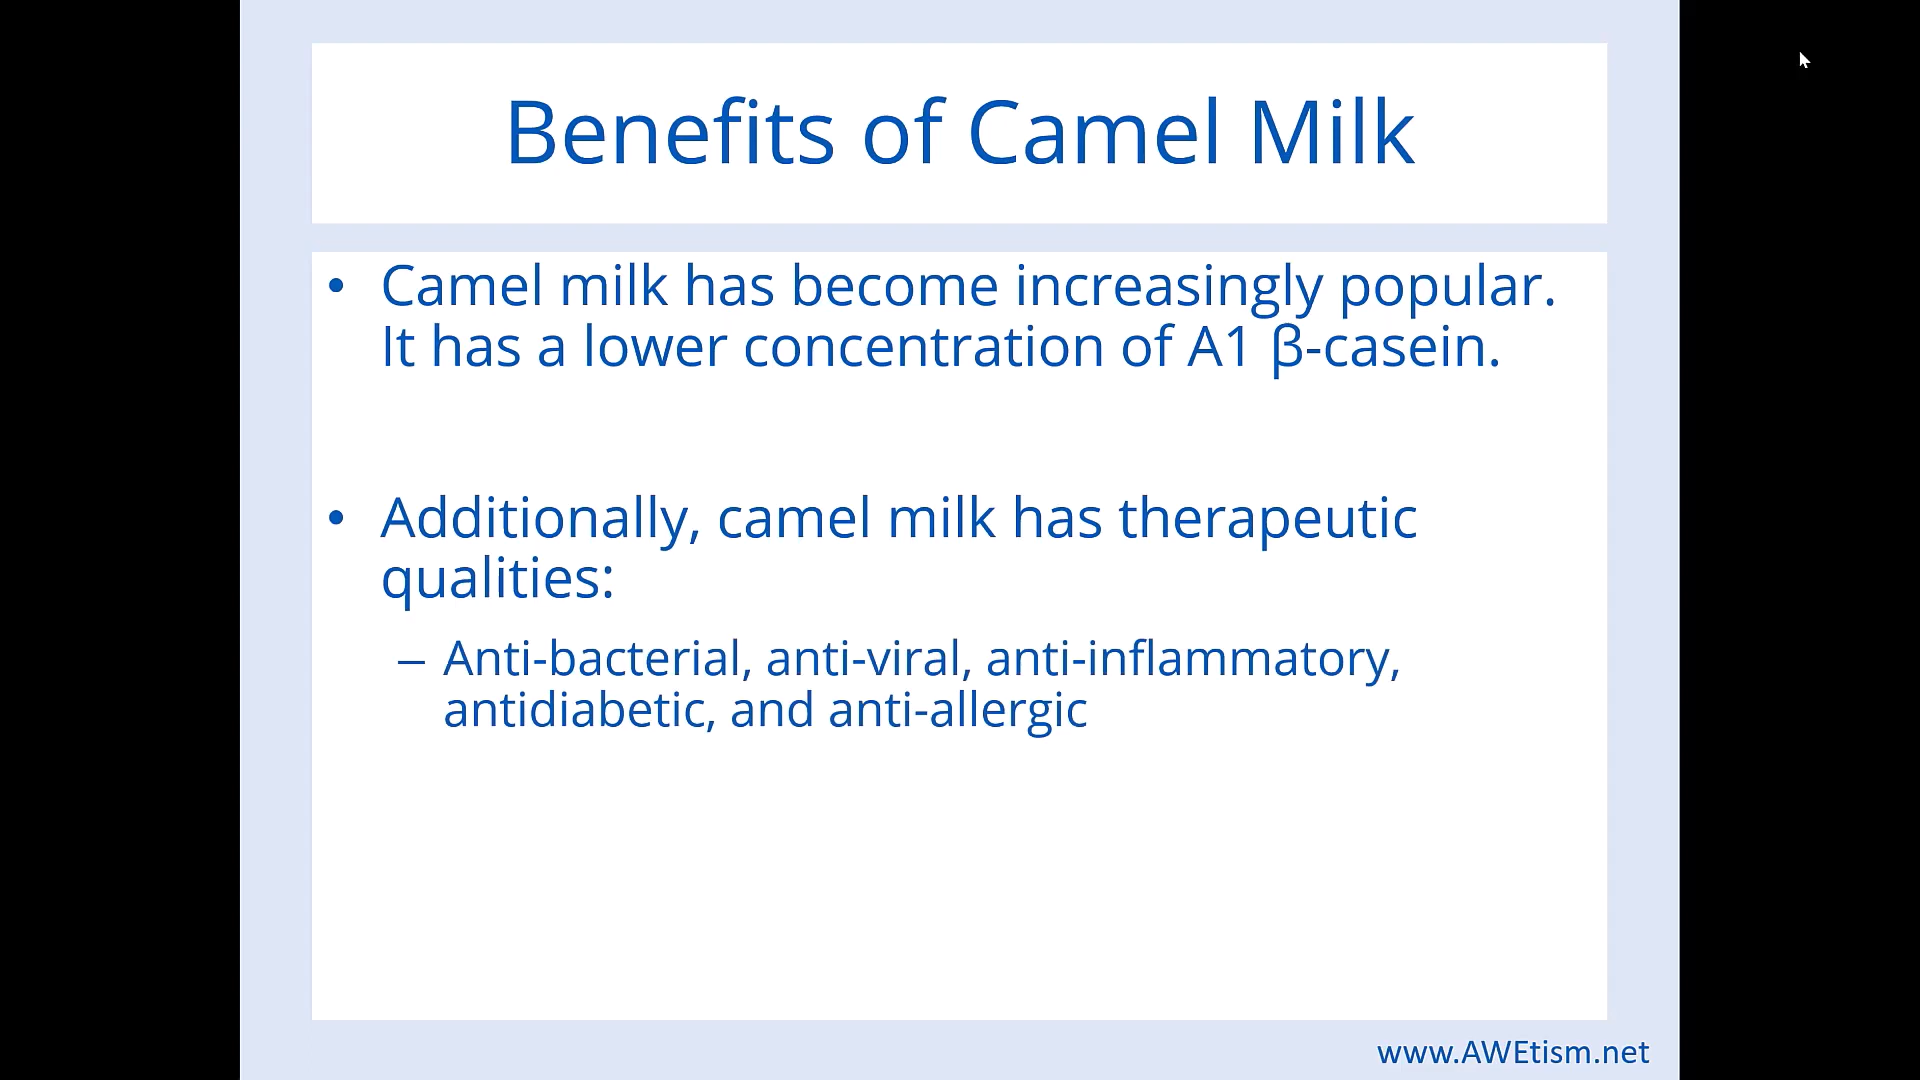 Benefits of Camel Milk
• Camel milk has become increasingly popular.
It has a lower concentration of A1 β-casein.
• Additionally, camel milk has therapeutic
qualities:
– Anti-bacterial, anti-viral, anti-inflammatory,
antidiabetic, and anti-allergic
www.AWEtism.net